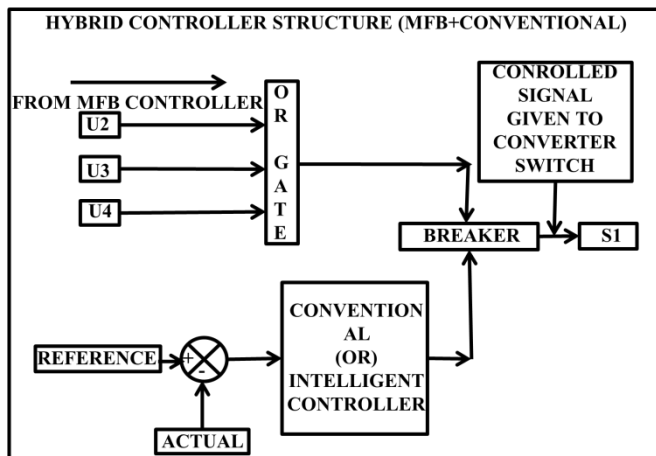 HYBRID CONTROLLER STRUCTURE (MFB+CONVENTIONAL)
FROM MFB CONTROLLER
U2
U3
U4
O
R
G
A
T
E
CONROLLED
SIGNAL
GIVEN TO
CONVERTER
SWITCH
BREAKER
S1
CONVENTION
AL
(OR)
INTELLIGENT
CONTROLLER
REFERENCE
+
-
ACTUAL